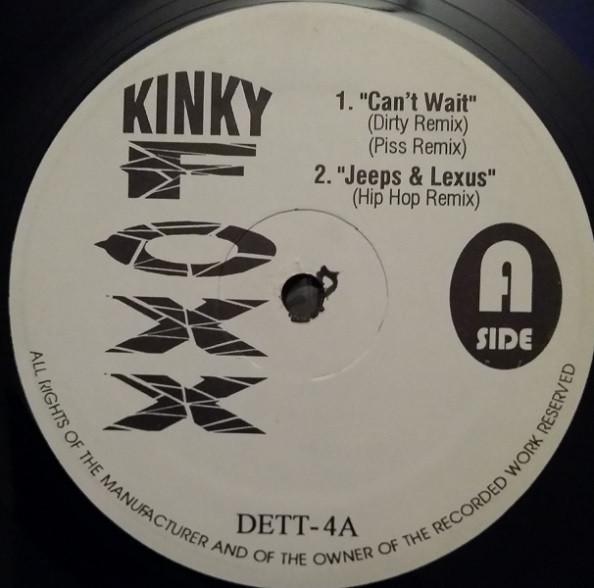 KINKY
FOXX
1. "Can't Wait"
(Dirty Remix)
(Piss Remix)
2. "Jeeps & Lexus"
(Hip Hop Remix)
A
SIDE
DETT-4A
ALL RIGHTS OF THE MANUFACTURER AND OF THE OWNER OF THE RECORDED WORK RESERVED